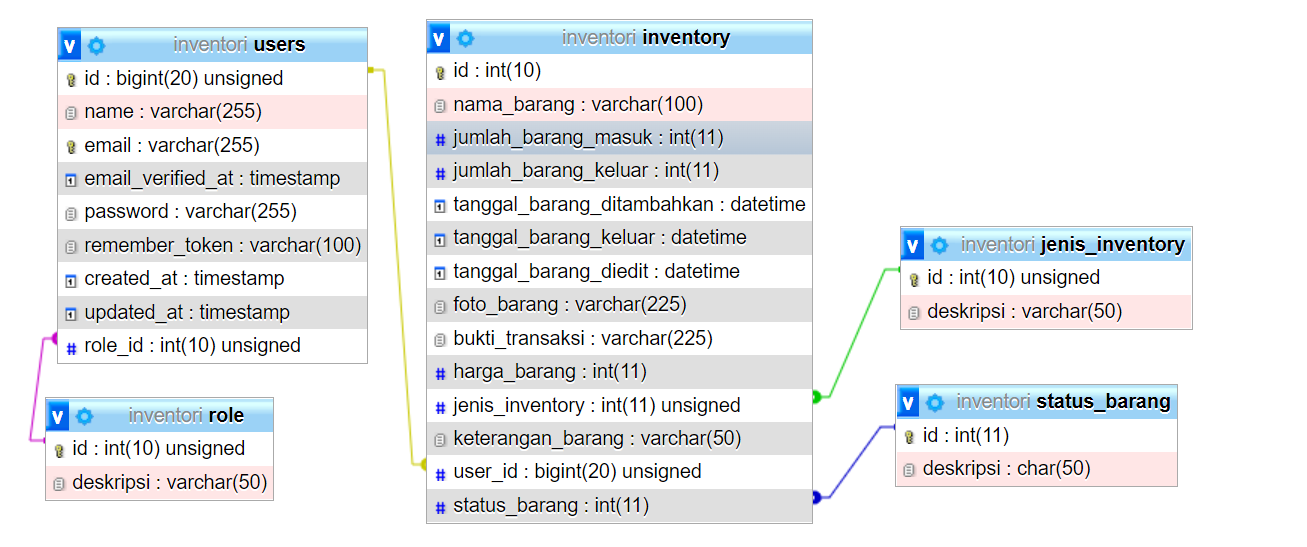 inventori users
id : bigint(20) unsigned
name : varchar(255)
email : varchar(255)
email_verified_at : timestamp
password : varchar(255)
remember_token : varchar(100)
created_at : timestamp
updated_at : timestamp
role_id : int(10) unsigned
inventori role
id : int(10) unsigned
deskripsi : varchar(50)
inventori inventory
id : int(10)
nama_barang : varchar(100)
jumlah_barang_masuk : int(11)
jumlah_barang_keluar : int(11)
tanggal_barang_ditambahkan : datetime
tanggal_barang_keluar : datetime
tanggal_barang_diedit : datetime
foto_barang : varchar(225)
bukti_transaksi : varchar(225)
harga_barang : int(11)
jenis_inventory : int(11) unsigned
keterangan_barang : varchar(50)
user_id : bigint(20) unsigned
status_barang : int(11)
inventori jenis_inventory
id : int(10) unsigned
deskripsi : varchar(50)
inventori status_barang
id : int(11)
deskripsi : char(50)